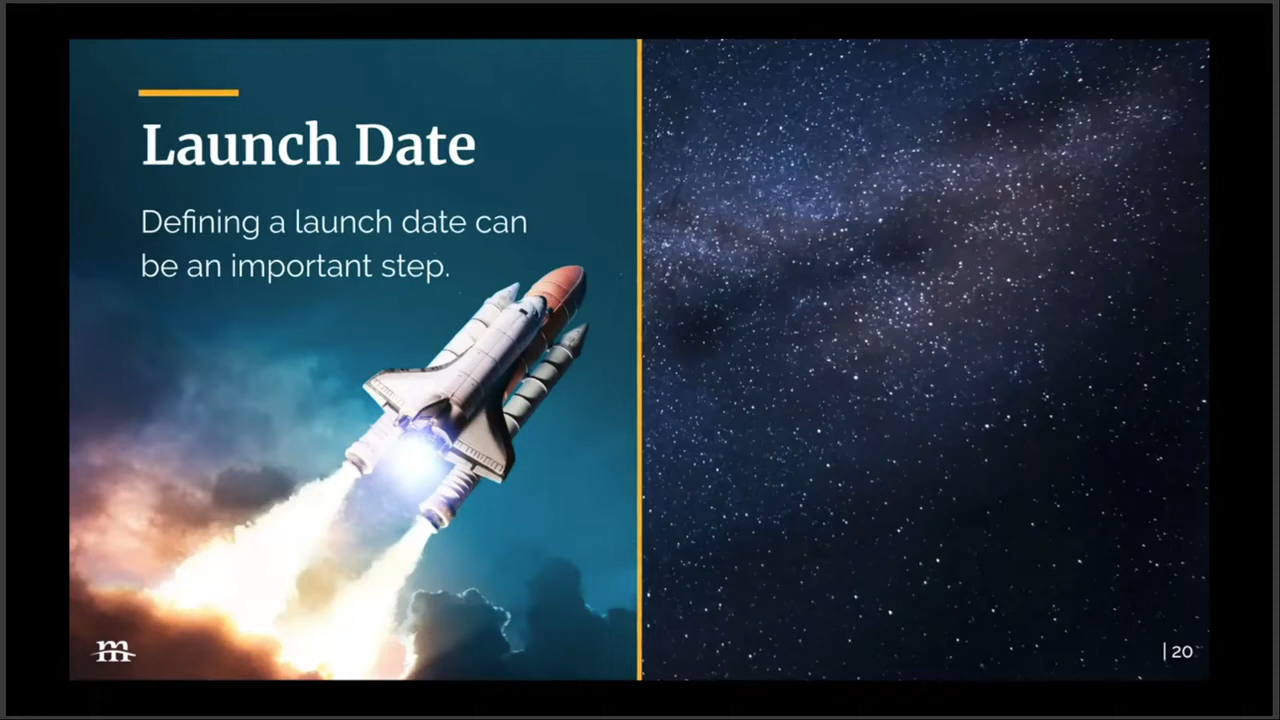 Launch Date
Defining a launch date can
be an important step.
m
| 20